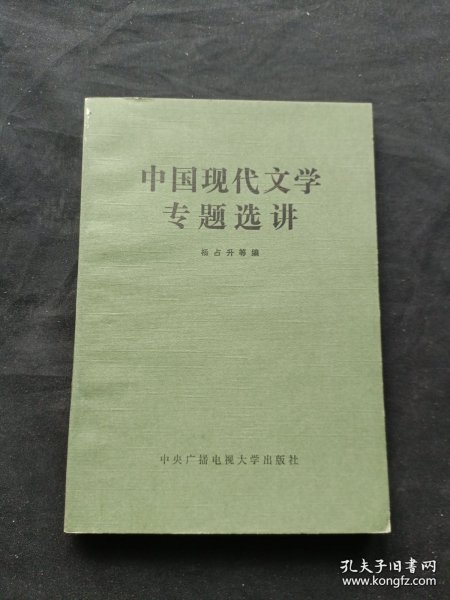 中国现代文学
专题选讲
杨占升等编
中央广播电视大学出版社
孔夫子旧书网
www.kongfz.com